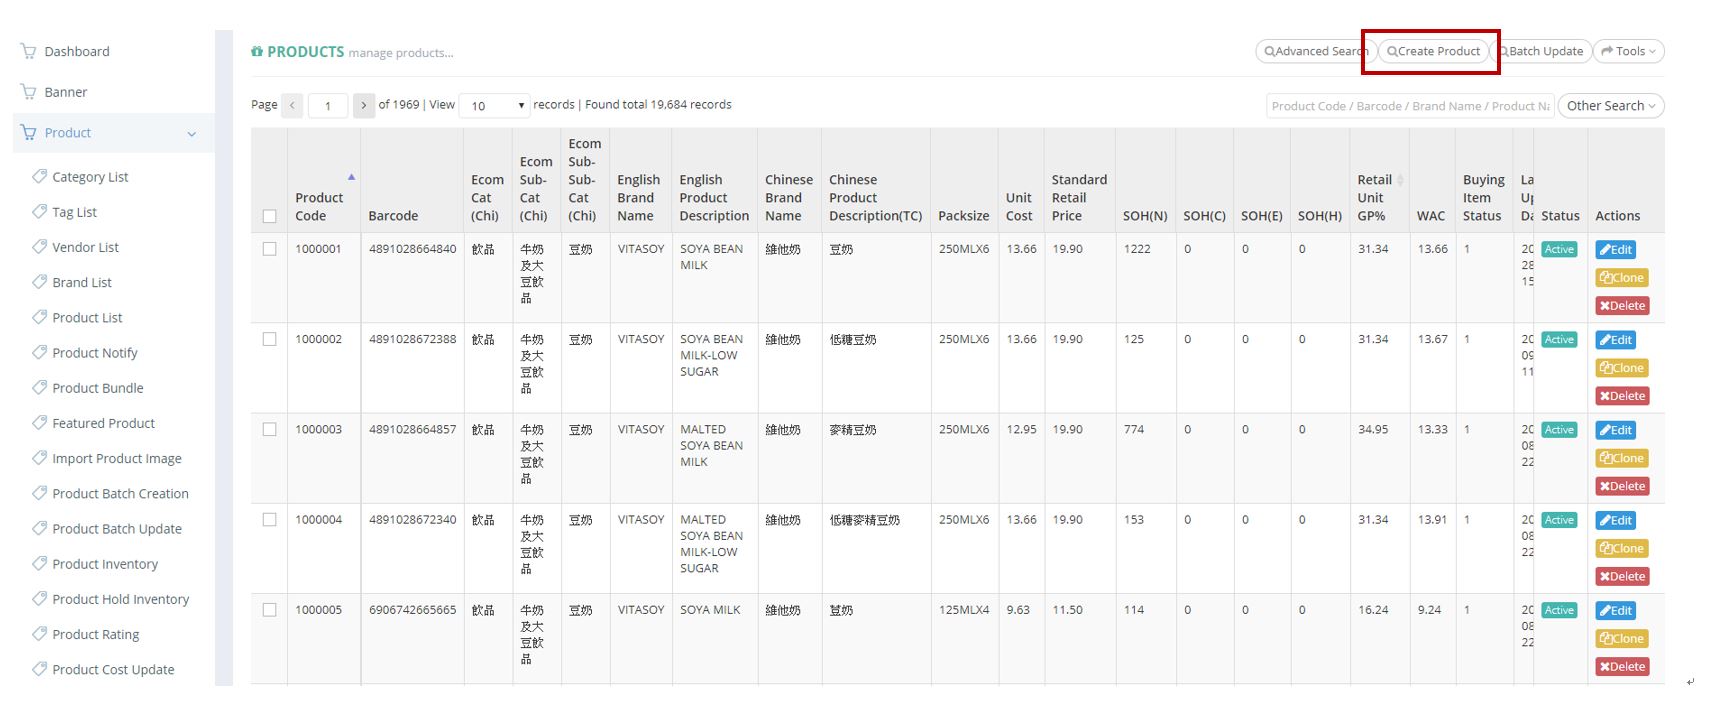 Dashboard
Banner
Product
Category List
Tag List
Vendor List
Brand List
Product List
Product Notify
Product Bundle
Featured Product
Import Product Image
Product Batch Creation
Product Batch Update
Product Inventory
Product Hold Inventory
Product Rating
Product Cost Update
PRODUCTS manage products...
Advanced Search Create Product Batch Update Tools
Page < 1 > of 1969 | View 10 records | Found total 19,684 records
Product Code / Barcode / Brand Name / Product Na Other Search
Product Code
Barcode
Ecom Cat (Chi)
Ecom Sub-Cat (Chi)
Ecom Sub-Sub-Cat (Chi)
English Brand Name
English Product Description
Chinese Brand Name
Chinese Product Description(TC)
Packsize
Unit Cost
Standard Retail Price
SOH(N)
SOH(C)
SOH(E)
SOH(H)
Retail Unit GP%
WAC
Buying Item Status
La
Up
Da
Status
Actions
1000001 4891028664840 飲品 牛奶及大豆飲品 豆奶 VITASOY SOYA BEAN MILK 維他奶 豆奶 250MLX6 13.66 19.90 1222 0 0 0 31.34 13.66 1 20 28 15 Active Edit Clone Delete
1000002 4891028672388 飲品 牛奶及大豆飲品 豆奶 VITASOY SOYA BEAN MILK-LOW SUGAR 維他奶 低糖豆奶 250MLX6 13.66 19.90 125 0 0 0 31.34 13.67 1 20 09 11 Active Edit Clone Delete
1000003 4891028664857 飲品 牛奶及大豆飲品 豆奶 VITASOY MALTED SOYA BEAN MILK 維他奶 麥精豆奶 250MLX6 12.95 19.90 774 0 0 0 34.95 13.33 1 20 08 22 Active Edit Clone Delete
1000004 4891028672340 飲品 牛奶及大豆飲品 豆奶 VITASOY MALTED SOYA BEAN MILK-LOW SUGAR 維他奶 低糖麥精豆奶 250MLX6 13.66 19.90 153 0 0 0 31.34 13.91 1 20 08 22 Active Edit Clone Delete
1000005 6906742665665 飲品 牛奶及大豆飲品 豆奶 VITASOY SOYA MILK 維他奶 荳奶 125MLX4 9.63 11.50 114 0 0 0 16.24 9.24 1 20 08 22 Active Edit Clone Delete